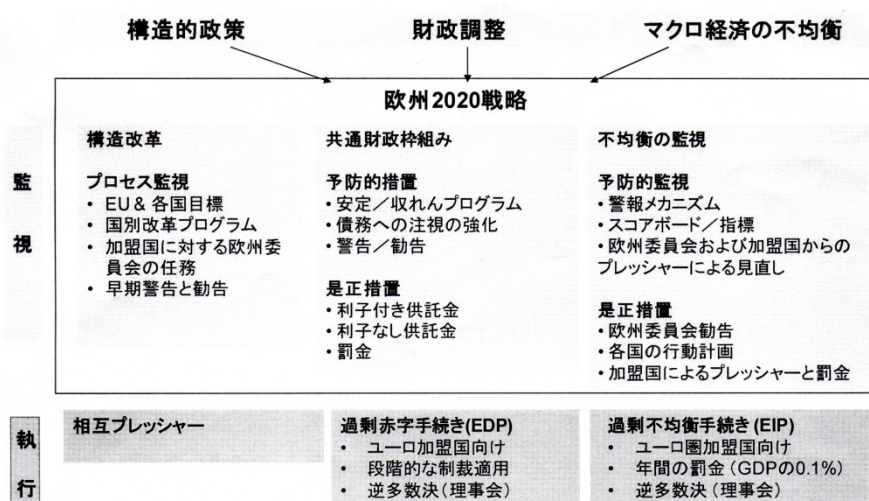 構造的政策
財政調整
マクロ経済の不均衡
欧州2020戦略
監視
構造改革
プロセス監視
• EU& 各国目標
• 国別改革プログラム
• 加盟国に対する欧州委
員会の任務
• 早期警告と勧告
共通財政枠組み
予防的措置
• 安定／収れんプログラム
• 債務への注視の強化
• 警告／勧告
是正措置
• 利子付き供託金
• 利子なし供託金
• 罰金
不均衡の監視
予防的監視
• 警報メカニズム
• スコアボード／指標
• 欧州委員会および加盟国からの
プレッシャーによる見直し
是正措置
• 欧州委員会勧告
• 各国の行動計画
• 加盟国によるプレッシャーと罰金
執行
相互プレッシャー
過剰赤字手続き(EDP)
• ユーロ加盟国向け
• 段階的な制裁適用
• 逆多数決（理事会）
過剰不均衡手続き(EIP)
• ユーロ圏加盟国向け
• 年間の罰金（GDPの0.1%）
• 逆多数決（理事会）